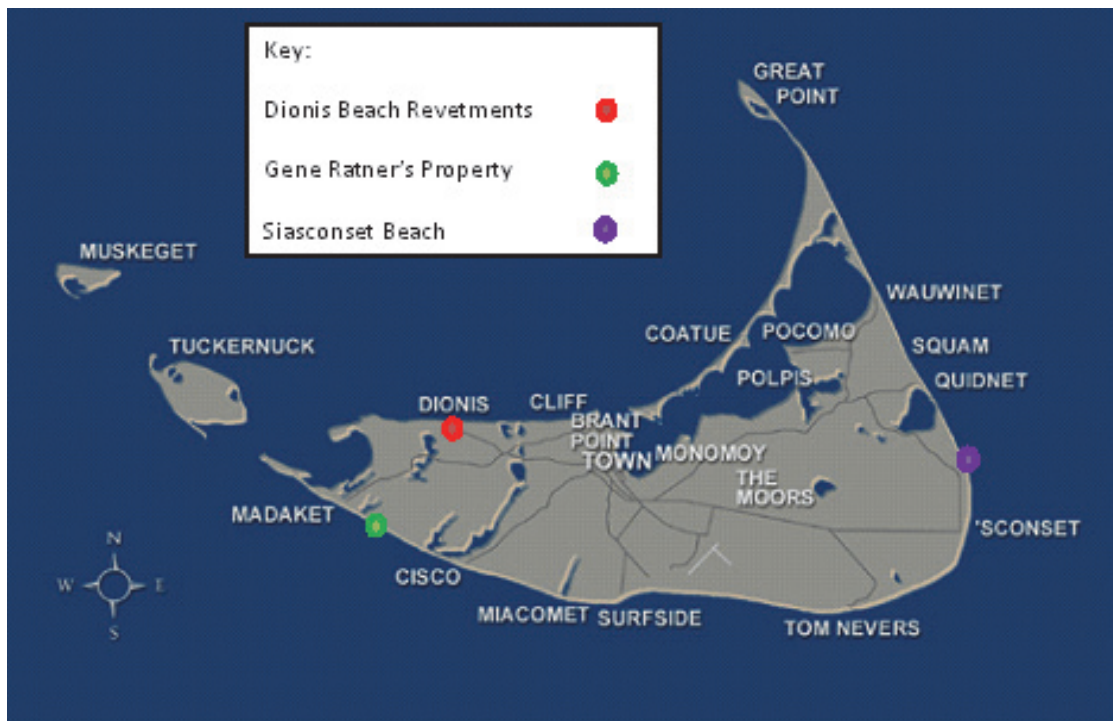 Key:
Dionis Beach Revetments
Gene Ratner's Property
Siasconset Beach
GREAT
POINT
MUSKEGET
WAUWINET
COATUE
POCOMO
SQUAM
TUCKERNUCK
POLPIS
QUIDNET
DIONIS
CLIFF
BRANT
POINT
TOWN
MONOMOY
THE
MOORS
MADAKET
'SCONSET
CISCO
MIACOMET
SURFSIDE
TOM NEVERS
N
W
E
S